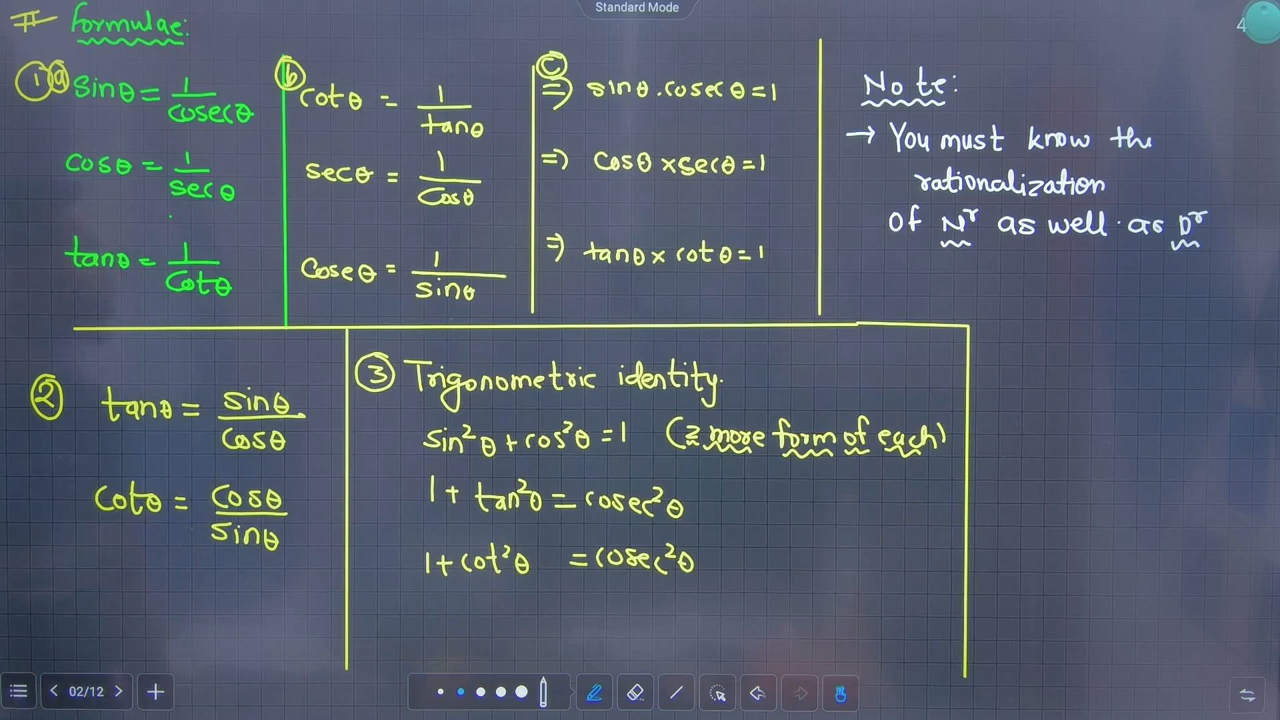 Standard Mode
4
II Formulae:
① ⓐ sinθ = 1/cosecθ
cosθ = 1/secθ
tanθ = 1/cotθ
ⓑ cotθ = 1/tanθ
secθ = 1/cosθ
coseθ = 1/sinθ
ⓒ
⇒ sinθ.cosecθ = 1
⇒ cosθ × secθ = 1
⇒ tanθ × cotθ = 1
Note:
→ You must know the
rationalization
of Nʳ as well as Dʳ
② tanθ = sinθ/cosθ
cotθ = cosθ/sinθ
③ Trigonometric identity.
sin²θ + cos²θ = 1 (2 more form of each)
1 + tan²θ = cosec²θ
1 + cot²θ = cosec²θ
02/12